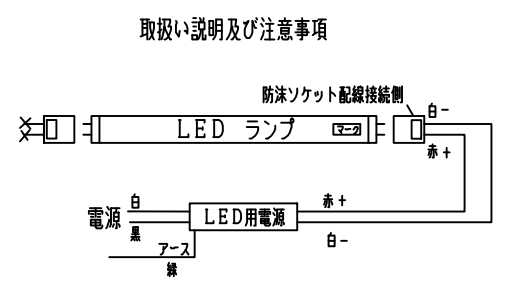 取扱い説明及び注意事項
防沫ソケット配線接続側
白－
LED ランプ
マーク
赤＋
電源
白
黒
LED用電源
赤＋
白－
アース
緑